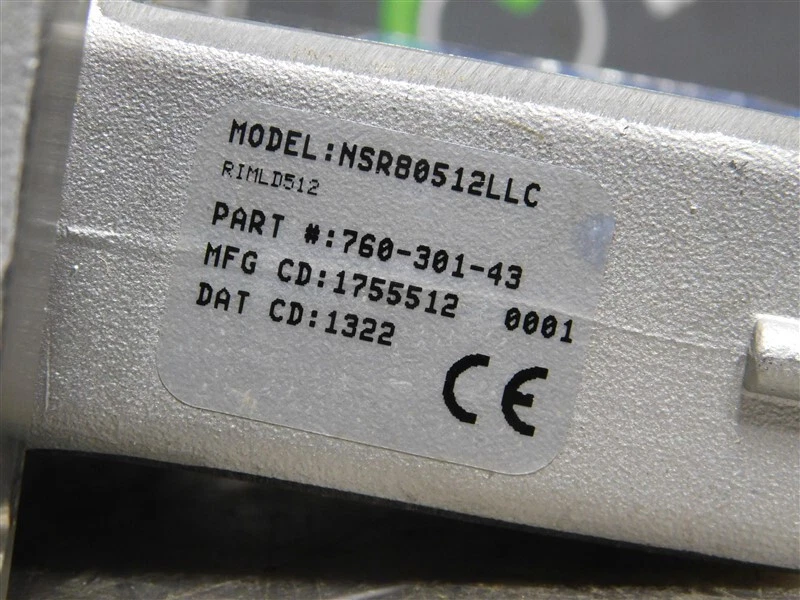 MODEL:NSR80512LLC
RIMLD512
PART #:760-301-43
MFG CD:1755512 0001
DAT CD:1322
CE